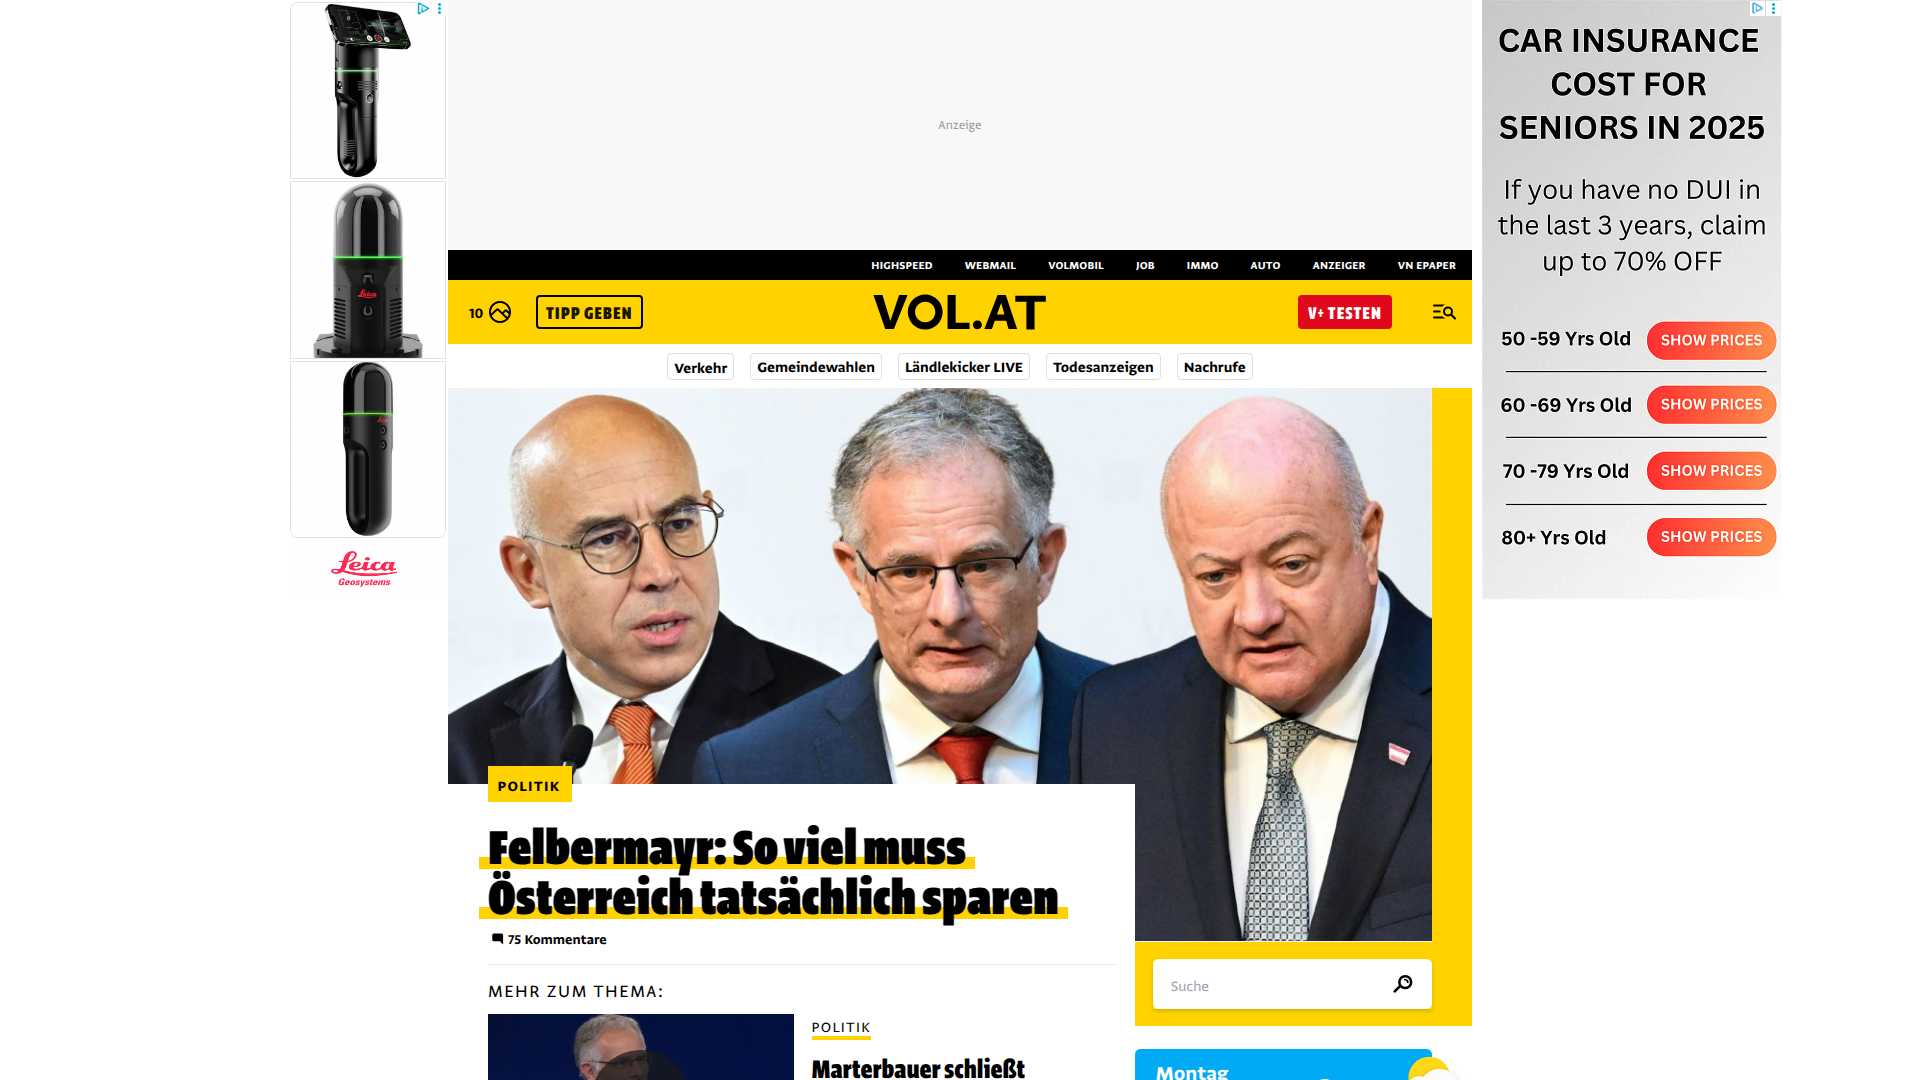 Leica
Leica
Geosystems
Anzeige
HIGHSPEED
WEBMAIL
VOLMOBIL
JOB
IMMO
AUTO
ANZEIGER
VN EPAPER
10
TIPP GEBEN
VOL.AT
V+ TESTEN
Verkehr
Gemeindewahlen
Ländlekicker LIVE
Todesanzeigen
Nachrufe
POLITIK
Felbermayr: So viel muss
Österreich tatsächlich sparen
75 Kommentare
MEHR ZUM THEMA:
POLITIK
Marterbauer schließt
Suche
Montag
CAR INSURANCE
COST FOR
SENIORS IN 2025
If you have no DUI in
the last 3 years, claim
up to 70% OFF
50 -59 Yrs Old SHOW PRICES
60 -69 Yrs Old SHOW PRICES
70 -79 Yrs Old SHOW PRICES
80+ Yrs Old SHOW PRICES